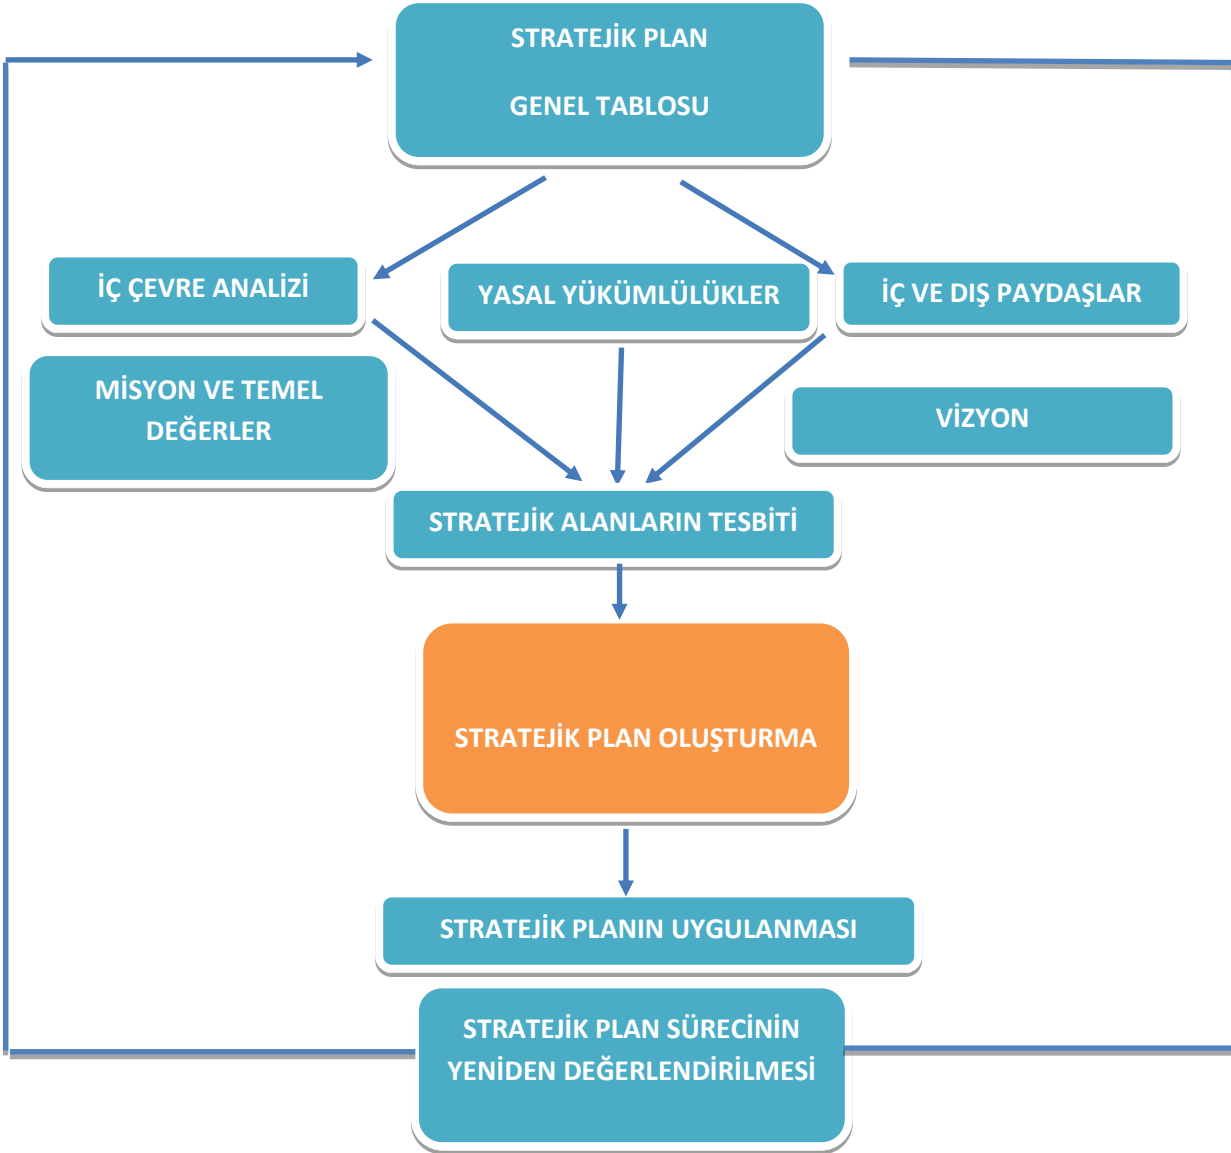 STRATEJİK PLAN
GENEL TABLOSU
İÇ ÇEVRE ANALİZİ
YASAL YÜKÜMLÜLÜKLER
İÇ VE DIŞ PAYDAŞLAR
MİSYON VE TEMEL
DEĞERLER
VİZYON
STRATEJİK ALANLARIN TESBİTİ
STRATEJİK PLAN OLUŞTURMA
STRATEJİK PLANIN UYGULANMASI
STRATEJİK PLAN SÜRECİNİN
YENİDEN DEĞERLENDİRİLMESİ